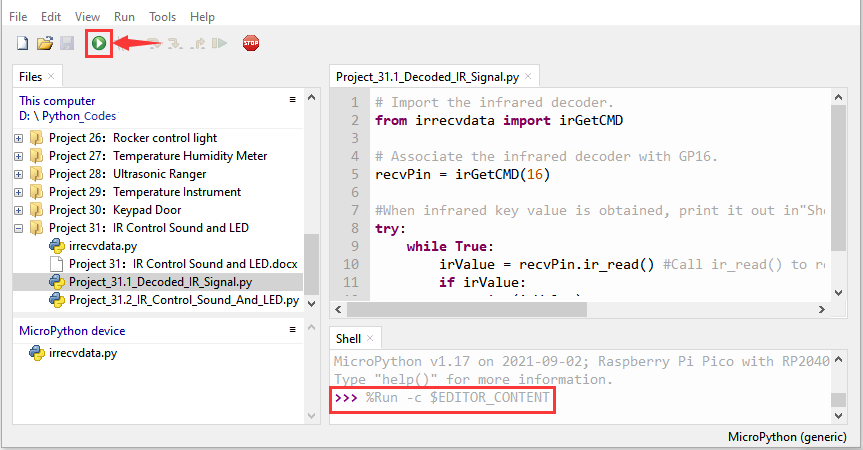 File Edit View Run Tools Help
STOP
Files ×
This computer
D: \ Python_Codes
Project 26：Rocker control light
Project 27：Temperature Humidity Meter
Project 28：Ultrasonic Ranger
Project 29：Temperature Instrument
Project 30：Keypad Door
Project 31：IR Control Sound and LED
irrecvdata.py
Project 31：IR Control Sound and LED.docx
Project_31.1_Decoded_IR_Signal.py
Project_31.2_IR_Control_Sound_And_LED.py
MicroPython device
irrecvdata.py
Project_31.1_Decoded_IR_Signal.py ×
1 # Import the infrared decoder.
2 from irrecvdata import irGetCMD
3
4 # Associate the infrared decoder with GP16.
5 recvPin = irGetCMD(16)
6
7 #When infrared key value is obtained, print it out in"She
8 try:
9 while True:
10 irValue = recvPin.ir_read() #Call ir_read() to re
11 if irValue:
Shell ×
MicroPython v1.17 on 2021-09-02; Raspberry Pi Pico with RP2040
Type "help()" for more information.
>>> %Run -c $EDITOR_CONTENT
MicroPython (generic)